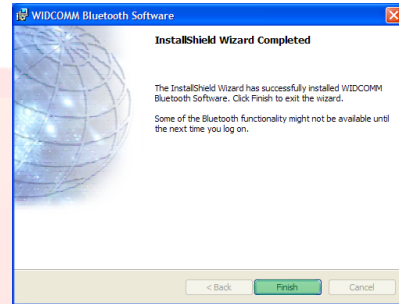 WIDCOMM Bluetooth Software
InstallShield Wizard Completed
The InstallShield Wizard has successfully installed WIDCOMM
Bluetooth Software. Click Finish to exit the wizard.
Some of the Bluetooth functionality might not be available until
the next time you log on.
< Back Finish Cancel